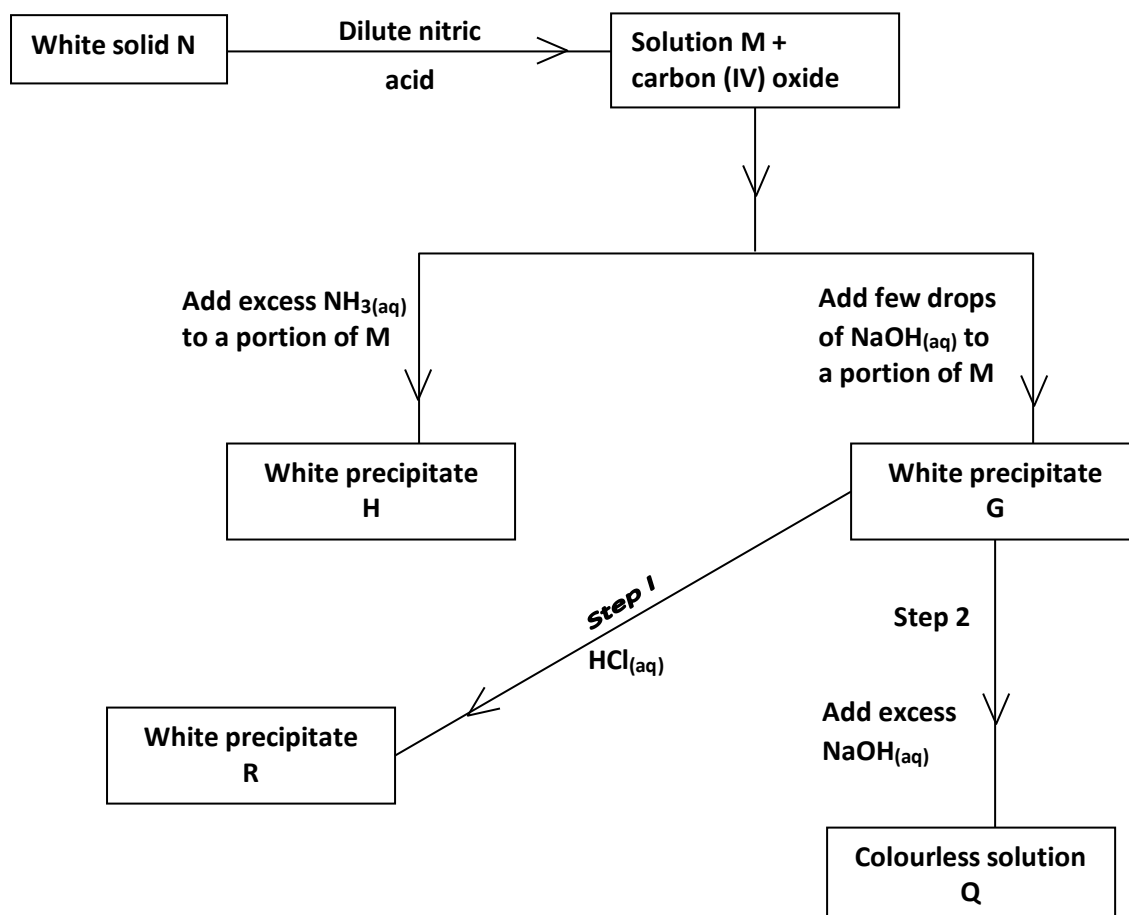 White solid N
Dilute nitric
acid
Solution M +
carbon (IV) oxide
Add excess NH₃(aq)
to a portion of M
Add few drops
of NaOH(aq) to
a portion of M
White precipitate
H
White precipitate
G
Step I
HCl(aq)
Step 2
Add excess
NaOH(aq)
White precipitate
R
Colourless solution
Q